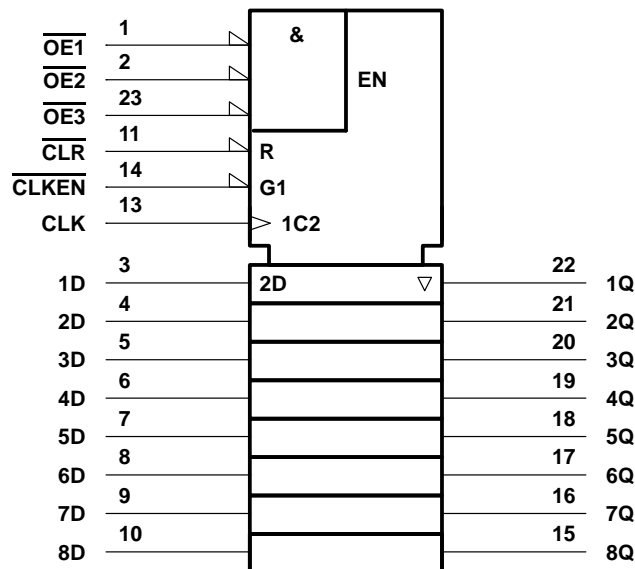 1
OE1
&
2
OE2
EN
23
OE3
11
CLR
R
14
CLKEN
G1
13
CLK
1C2
3
22
1D
2D
1Q
4
21
2D
2Q
5
20
3D
3Q
6
19
4D
4Q
7
18
5D
5Q
8
17
6D
6Q
9
16
7D
7Q
10
15
8D
8Q